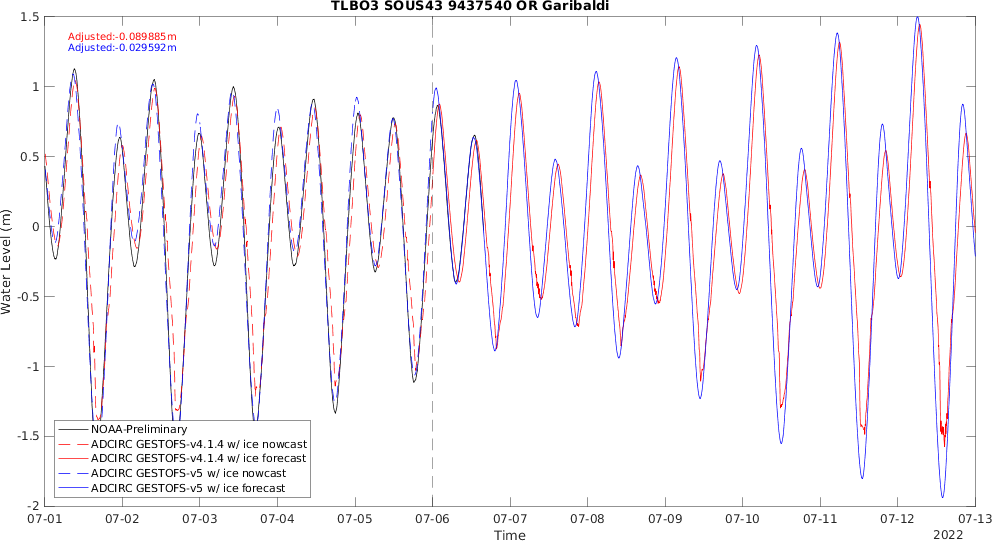 TLBO3 SOUS43 9437540 OR Garibaldi
Adjusted:-0.089885m
Adjusted:-0.029592m
1.5
1
0.5
0
-0.5
-1
-1.5
-2
Water Level (m)
NOAA-Preliminary
ADCIRC GESTOFS-v4.1.4 w/ ice nowcast
ADCIRC GESTOFS-v4.1.4 w/ ice forecast
ADCIRC GESTOFS-v5 w/ ice nowcast
ADCIRC GESTOFS-v5 w/ ice forecast
07-01 07-02 07-03 07-04 07-05 07-06 07-07 07-08 07-09 07-10 07-11 07-12 07-13
Time
2022